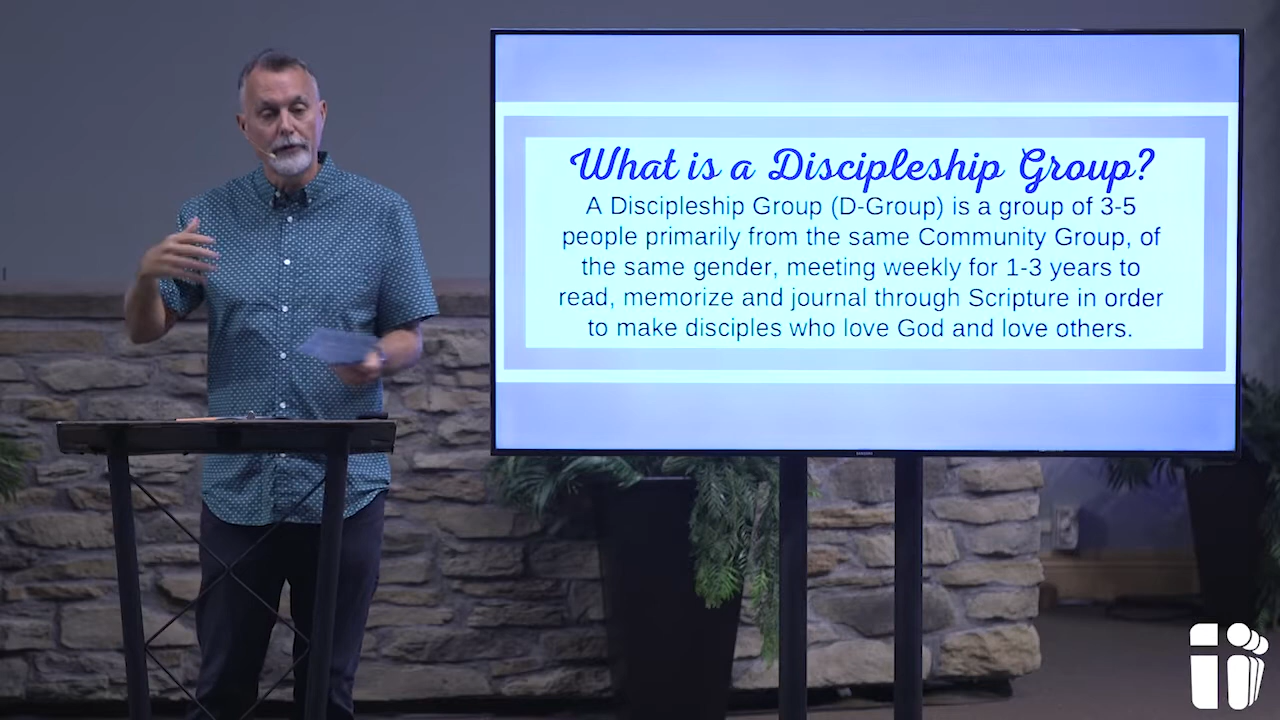 What is a Discipleship Group?
A Discipleship Group (D-Group) is a group of 3-5
people primarily from the same Community Group, of
the same gender, meeting weekly for 1-3 years to
read, memorize and journal through Scripture in order
to make disciples who love God and love others.
SAMSUNG